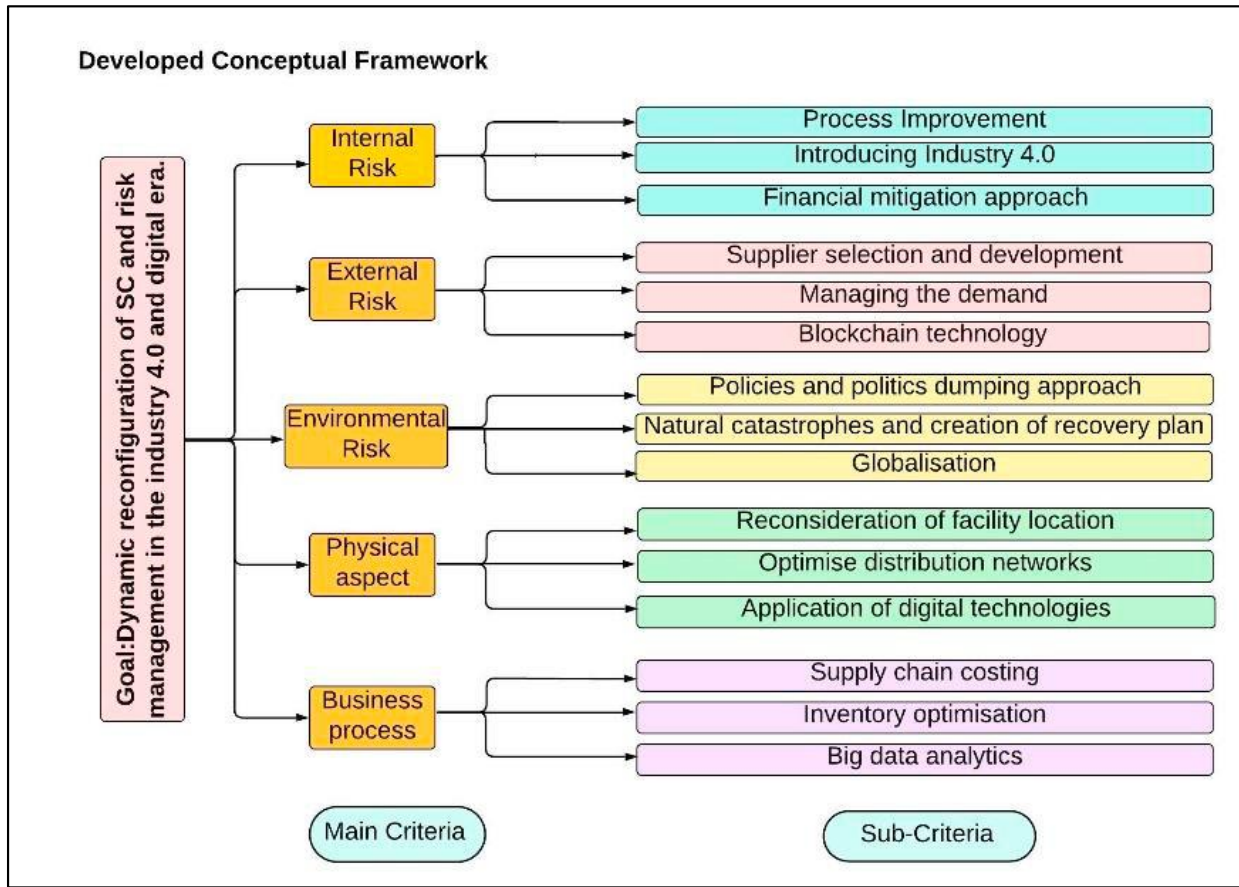 Developed Conceptual Framework
Goal:Dynamic reconfiguration of SC and risk
management in the industry 4.0 and digital era.
Internal
Risk
Process Improvement
Introducing Industry 4.0
Financial mitigation approach
External
Risk
Supplier selection and development
Managing the demand
Blockchain technology
Environmental
Risk
Policies and politics dumping approach
Natural catastrophes and creation of recovery plan
Globalisation
Physical
aspect
Reconsideration of facility location
Optimise distribution networks
Application of digital technologies
Business
process
Supply chain costing
Inventory optimisation
Big data analytics
Main Criteria
Sub-Criteria